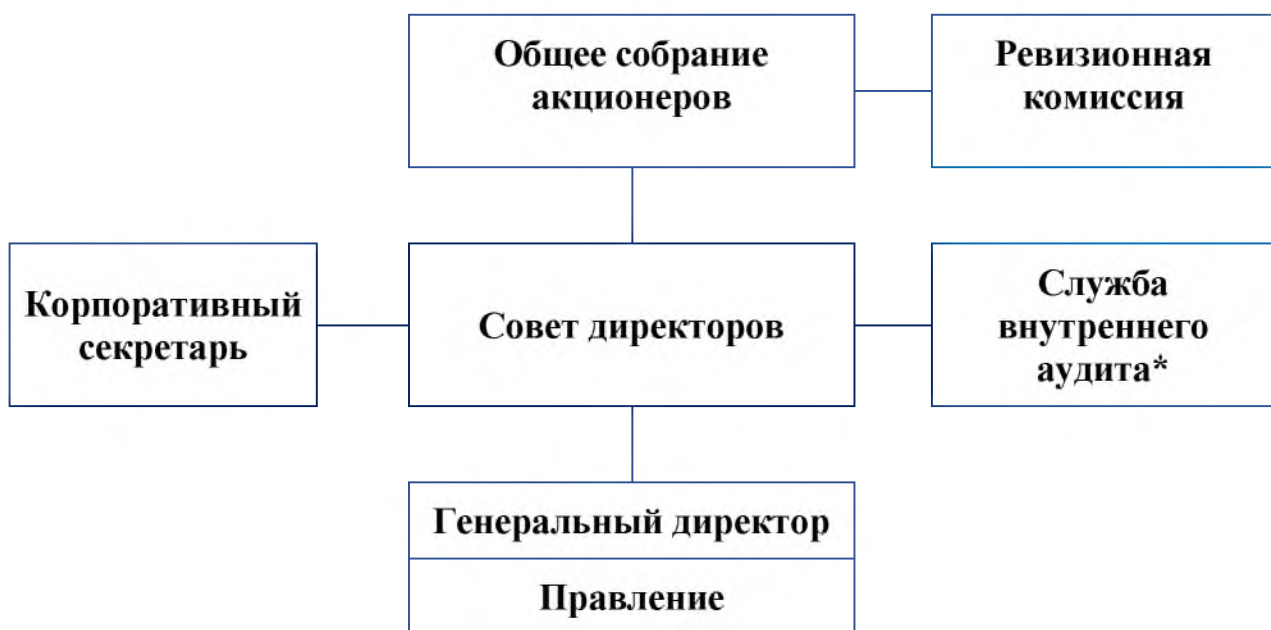 Общее собрание
акционеров
Ревизионная
комиссия
Корпоративный
секретарь
Совет директоров
Служба
внутреннего
аудита*
Генеральный директор
Правление